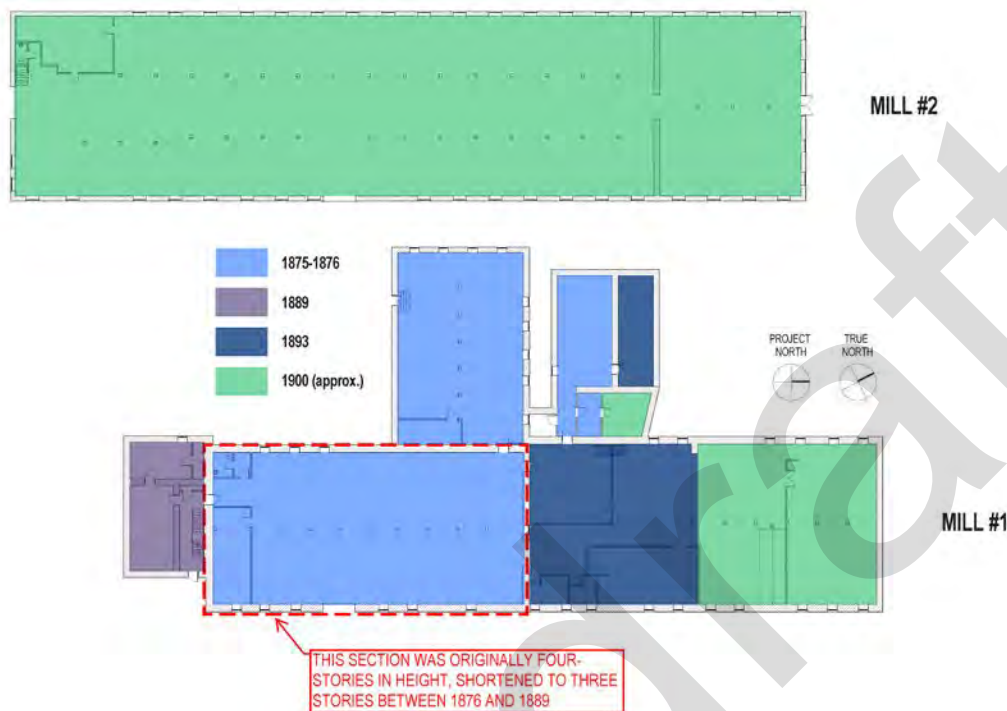 MILL #2
1875-1876
1889
1893
1900 (approx.)
PROJECT
NORTH
TRUE
NORTH
MILL #1
THIS SECTION WAS ORIGINALLY FOUR-
STORIES IN HEIGHT, SHORTENED TO THREE
STORIES BETWEEN 1876 AND 1889
draft